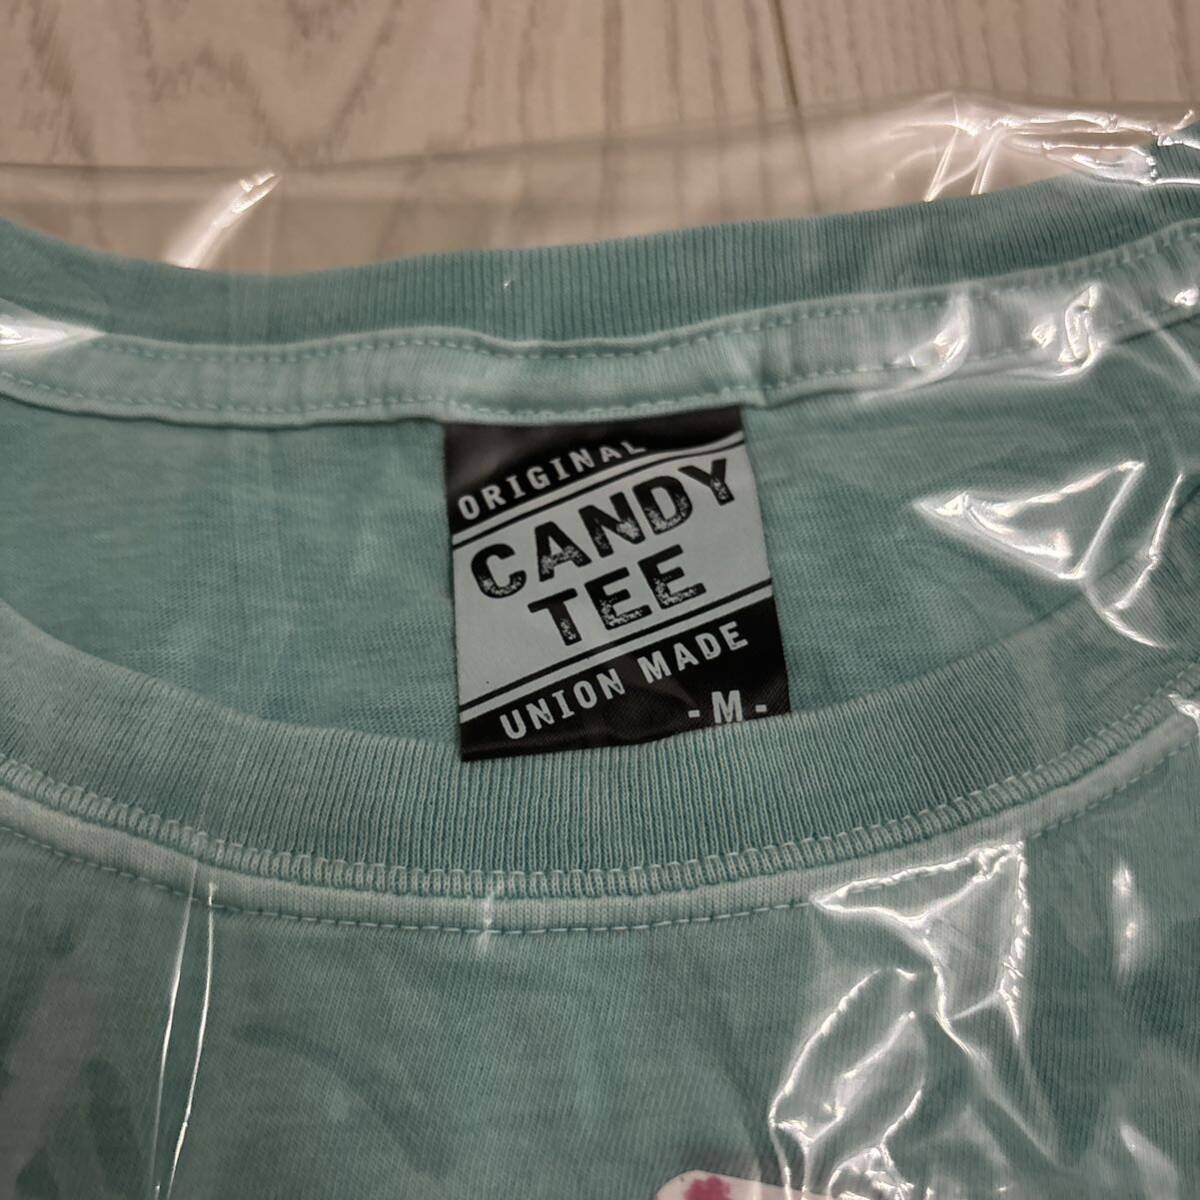 ORIGINAL
CANDY
TEE
UNION MADE
- M -